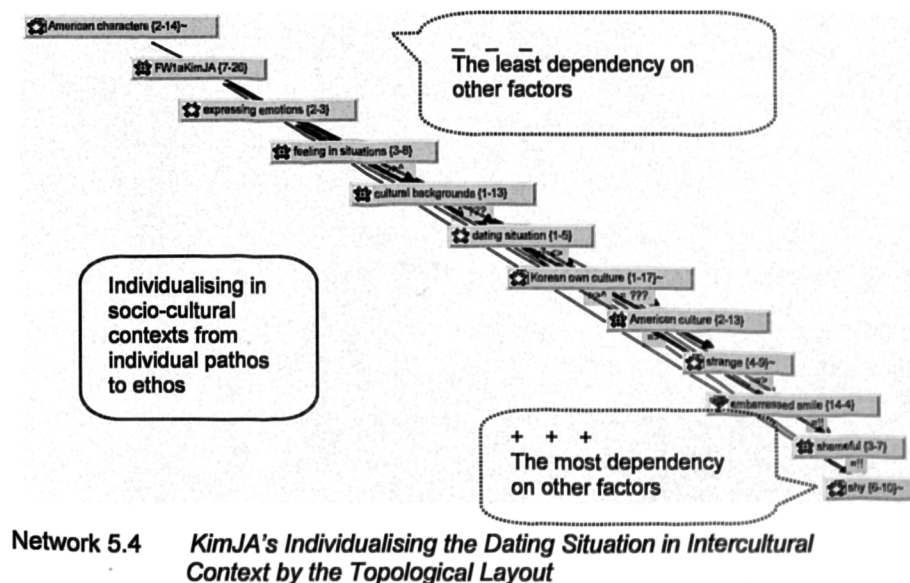 American characters {2-14}~
_ _ _
The least dependency on
other factors
FW1aKimJA {7-26}
expressing emotions {2-3}
feeling in situations {3-8}
cultural backgrounds {1-13}
???
dating situation {1-5}
Korean own culture {1-17}~
Individualising in
socio-cultural
contexts from
individual pathos
to ethos
???
American culture {2-13}
strange {4-9}~
embarressed smile {14-4}
=!!
shameful {3-7}
=!!
shy {6-10}~
+ + +
The most dependency
on other factors
Network 5.4 KimJA's Individualising the Dating Situation in Intercultural
Context by the Topological Layout